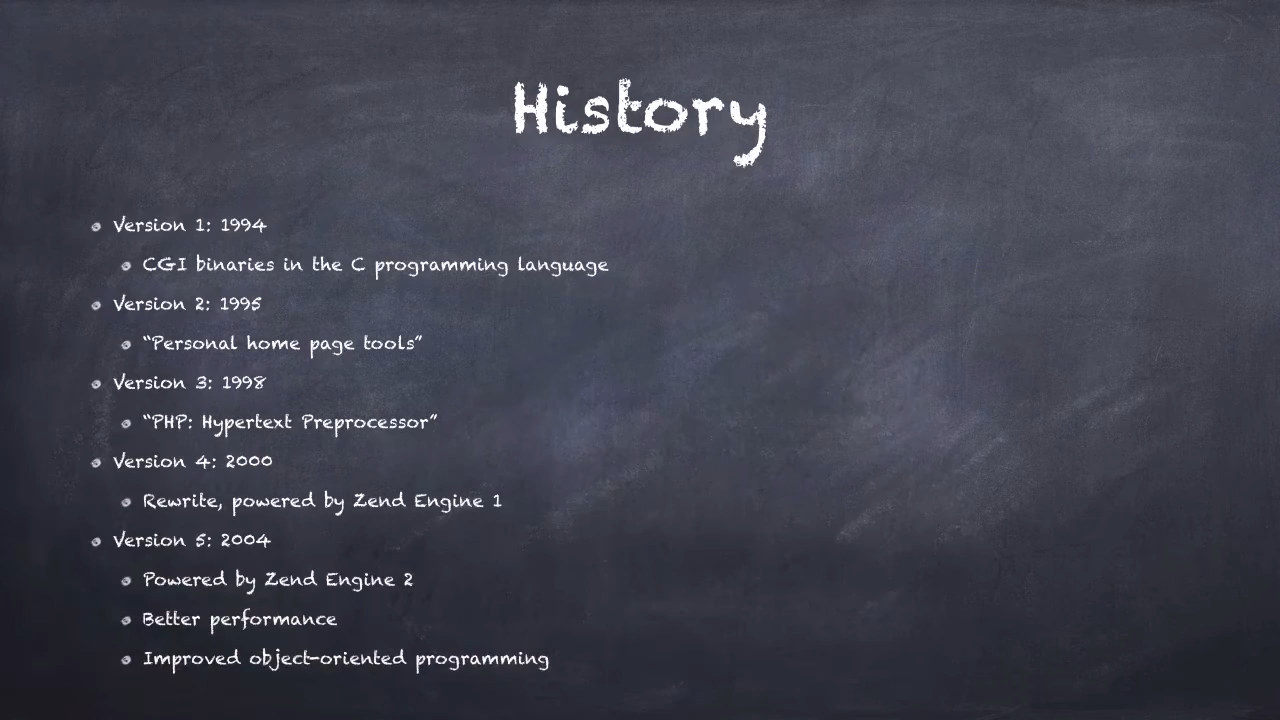 History
Version 1: 1994
CGI binaries in the C programming language
Version 2: 1995
“Personal home page tools”
Version 3: 1998
“PHP: Hypertext Preprocessor”
Version 4: 2000
Rewrite, powered by Zend Engine 1
Version 5: 2004
Powered by Zend Engine 2
Better performance
Improved object-oriented programming